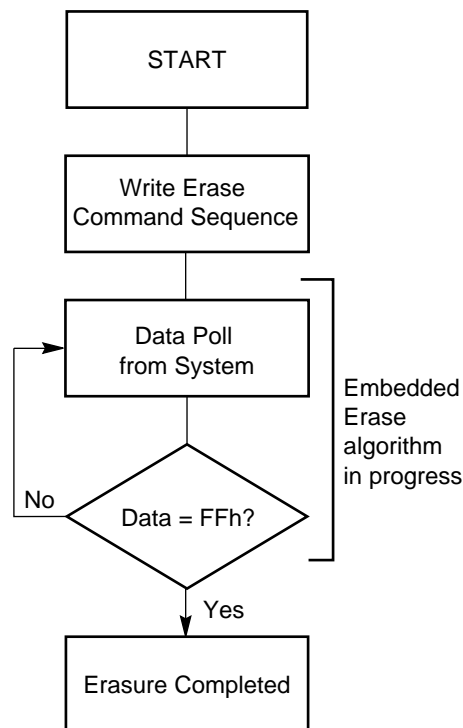 START
Write Erase
Command Sequence
Data Poll
from System
Embedded
Erase
algorithm
in progress
No
Data = FFh?
Yes
Erasure Completed